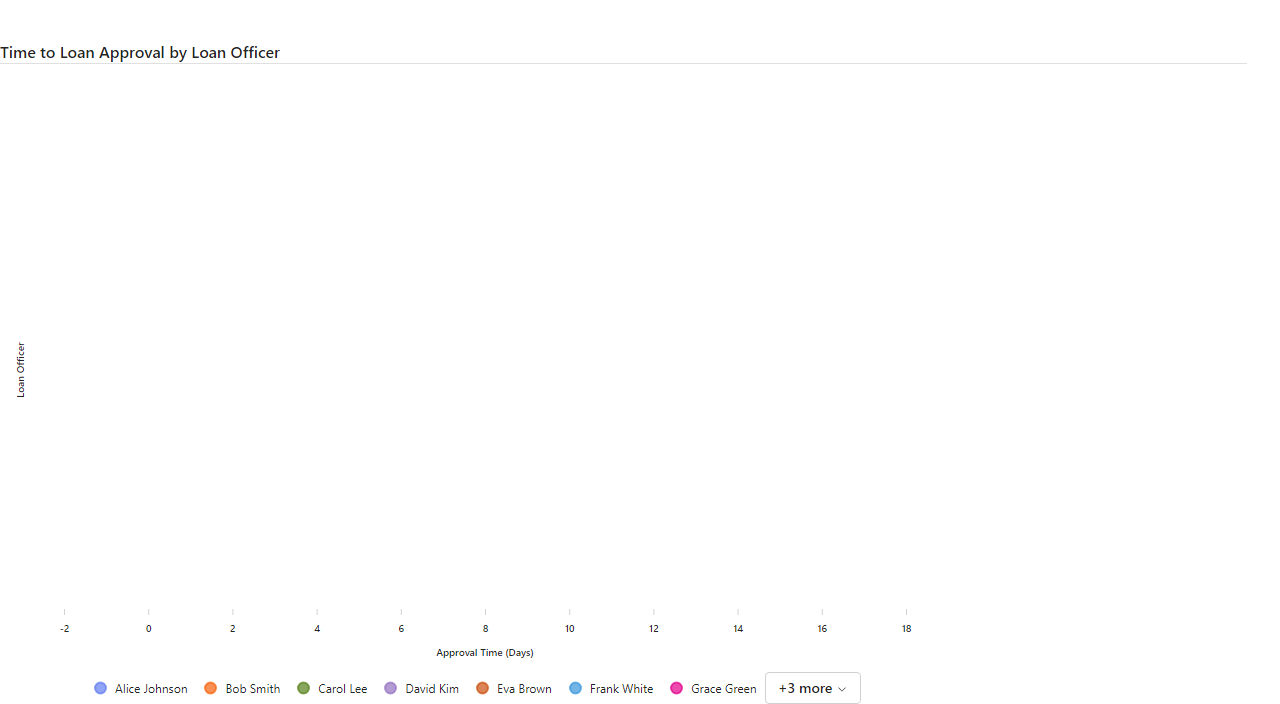 Time to Loan Approval by Loan Officer
Loan Officer
-2 0 2 4 6 8 10 12 14 16 18
Approval Time (Days)
Alice Johnson Bob Smith Carol Lee David Kim Eva Brown Frank White Grace Green +3 more